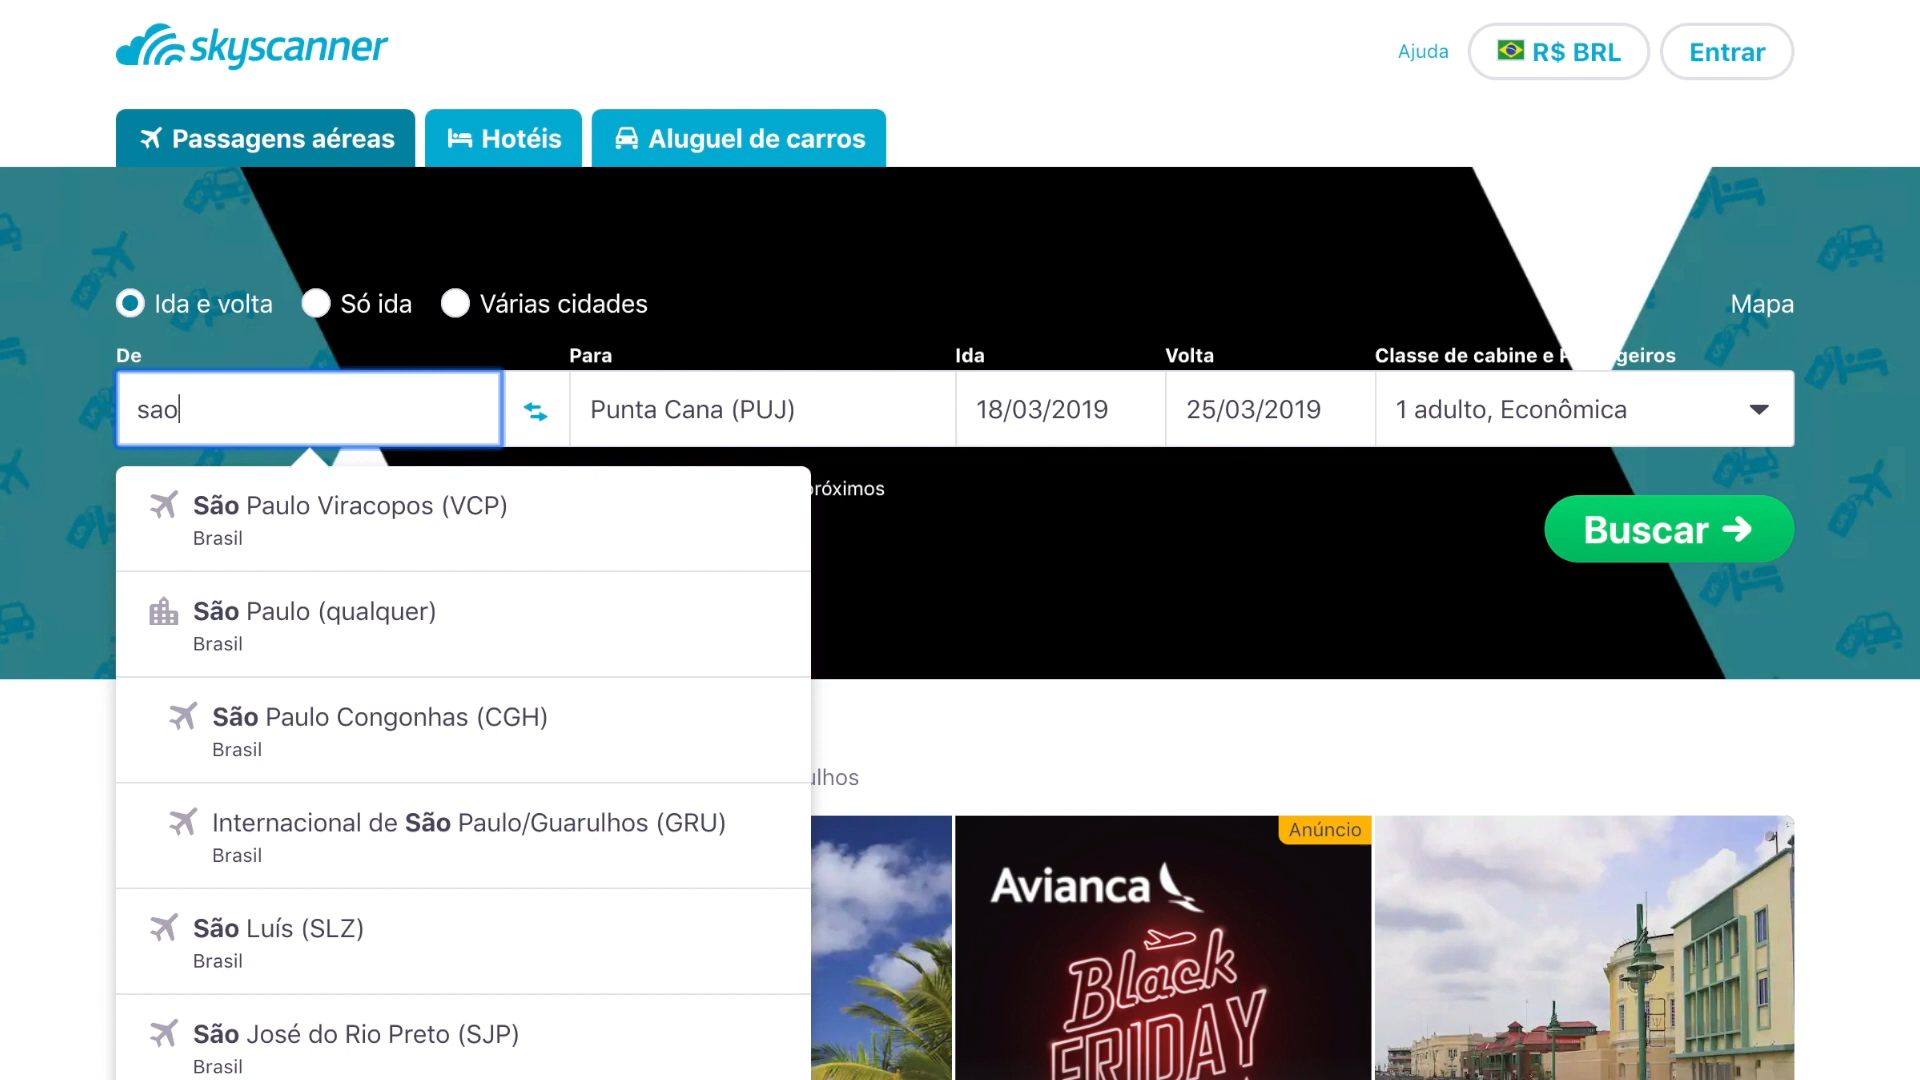 skyscanner
Ajuda
R$ BRL
Entrar
Passagens aéreas
Hotéis
Aluguel de carros
Ida e volta
Só ida
Várias cidades
Mapa
De
Para
Ida
Volta
Classe de cabine e P geiros
sao
Punta Cana (PUJ)
18/03/2019
25/03/2019
1 adulto, Econômica
próximos
Buscar
São Paulo Viracopos (VCP)
Brasil
São Paulo (qualquer)
Brasil
São Paulo Congonhas (CGH)
Brasil
Internacional de São Paulo/Guarulhos (GRU)
Brasil
São Luís (SLZ)
Brasil
São José do Rio Preto (SJP)
Brasil
ulhos
Anúncio
Avianca
Black
FRIDAY